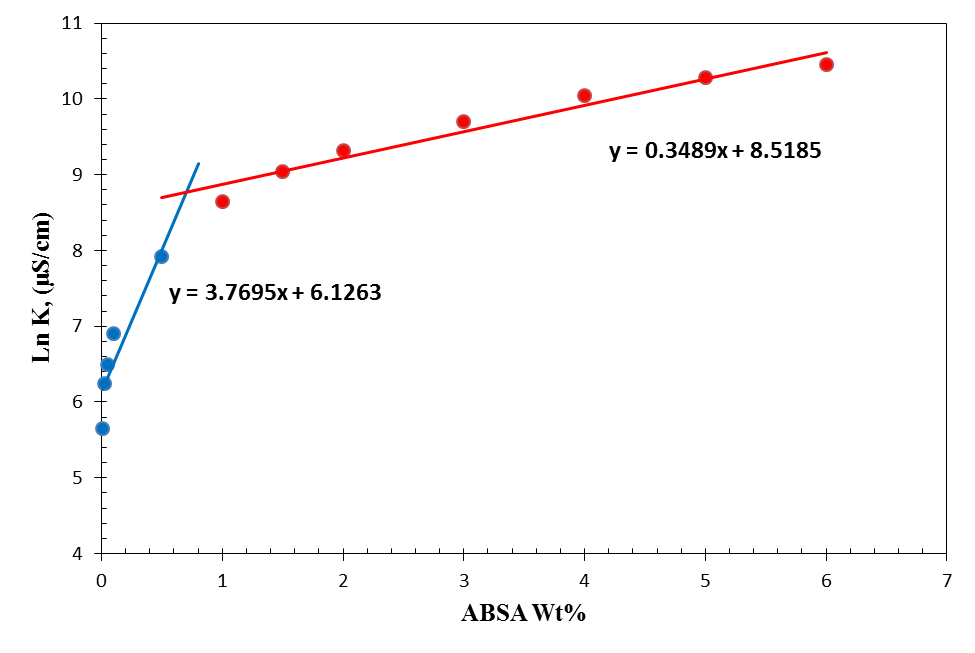 11
10
9
8
7
6
5
4
Ln K, (μS/cm)
y = 0.3489x + 8.5185
y = 3.7695x + 6.1263
0 1 2 3 4 5 6 7
ABSA Wt%